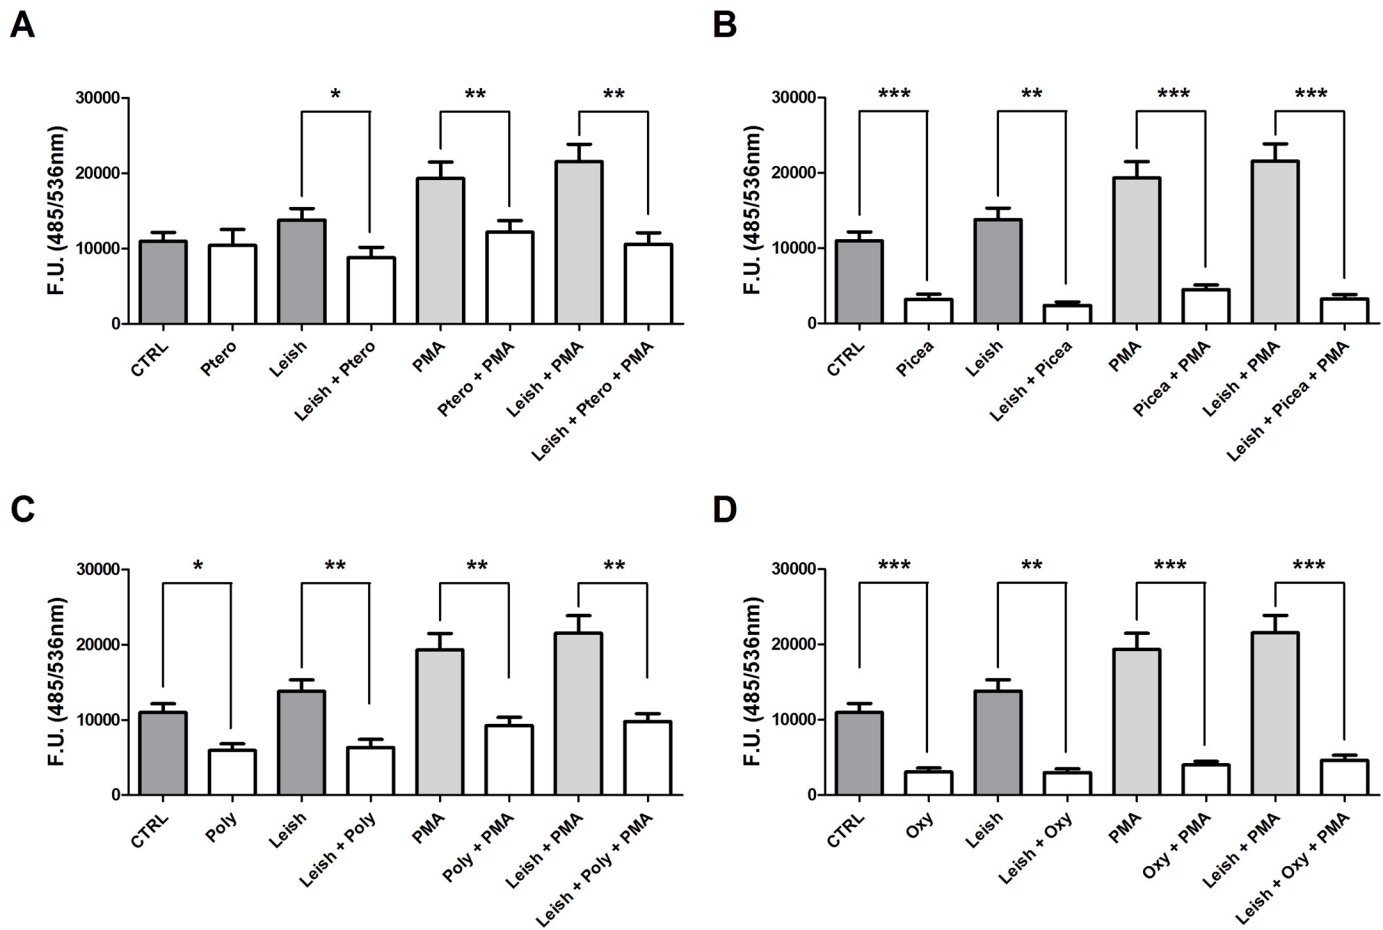 A
F.U. (485/536nm)
30000
20000
10000
0
* ** **
CTRL
Ptero
Leish
Leish + Ptero
PMA
Ptero + PMA
Leish + PMA
Leish + Ptero + PMA
B
F.U. (485/536nm)
30000
20000
10000
0
*** ** *** ***
CTRL
Picea
Leish
Leish + Picea
PMA
Picea + PMA
Leish + PMA
Leish + Picea + PMA
C
F.U. (485/536nm)
30000
20000
10000
0
* ** ** **
CTRL
Poly
Leish
Leish + Poly
PMA
Poly + PMA
Leish + PMA
Leish + Poly + PMA
D
F.U. (485/536nm)
30000
20000
10000
0
*** ** *** ***
CTRL
Oxy
Leish
Leish + Oxy
PMA
Oxy + PMA
Leish + PMA
Leish + Oxy + PMA